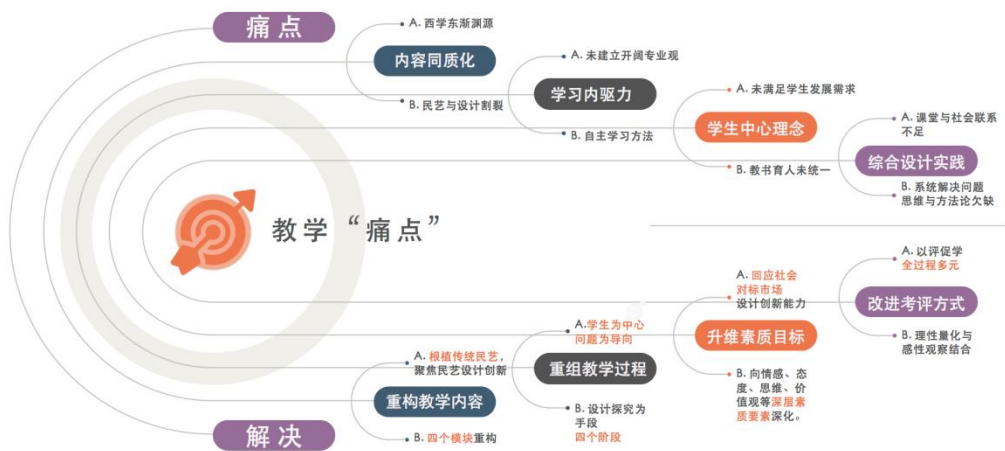 痛点
A. 西学东渐渊源
内容同质化
B. 民艺与设计割裂
A. 未建立开阔专业观
学习内驱力
B. 自主学习方法
A. 未满足学生发展需求
学生中心理念
B. 教书育人未统一
A. 课堂与社会联系
不足
综合设计实践
B. 系统解决问题
思维与方法论欠缺
教学“痛点”
A. 根植传统民艺，
聚焦民艺设计创新
重构教学内容
B. 四个模块重构
A.学生为中心
问题为导向
重组教学过程
B. 设计探究为
手段
四个阶段
A. 回应社会
对标市场
设计创新能力
升维素质目标
B. 向情感、态
度、思维、价
值观等深层素
质要素深化。
A. 以评促学
全过程多元
改进考评方式
B. 理性量化与
感性观察结合
解决